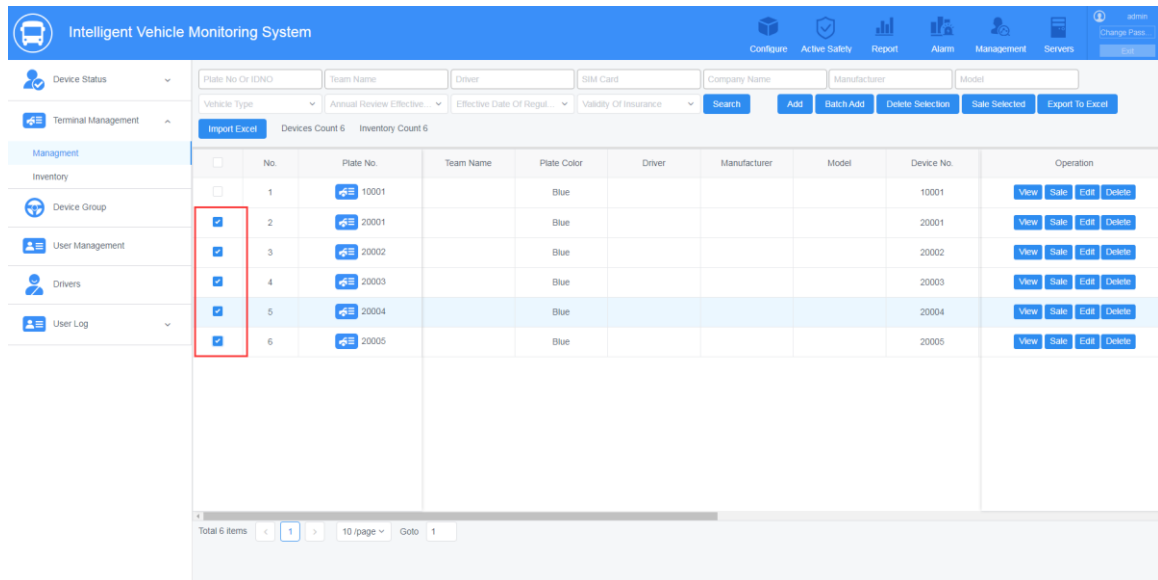 Intelligent Vehicle Monitoring System
Configure Active Safety Report Alarm Management Servers
admin
Change Pass...
Exit
Device Status
Terminal Management
Managment
Inventory
Device Group
User Management
Drivers
User Log
Plate No Or IDNO Team Name Driver SIM Card Company Name Manufacturer Model
Vehicle Type Annual Review Effective... Effective Date Of Regul... Validity Of Insurance Search Add Batch Add Delete Selection Sale Selected Export To Excel
Import Excel Devices Count 6 Inventory Count 6
No. Plate No. Team Name Plate Color Driver Manufacturer Model Device No. Operation
1 10001 Blue 10001 View Sale Edit Delete
2 20001 Blue 20001 View Sale Edit Delete
3 20002 Blue 20002 View Sale Edit Delete
4 20003 Blue 20003 View Sale Edit Delete
5 20004 Blue 20004 View Sale Edit Delete
6 20005 Blue 20005 View Sale Edit Delete
Total 6 items < 1 > 10 /page Goto 1